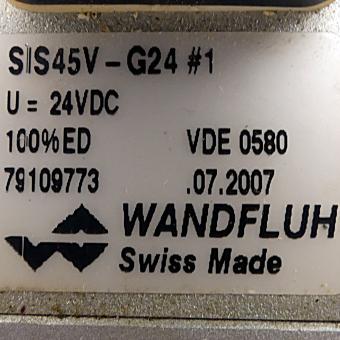 SIS45V-G24 #1
U = 24VDC
100%ED VDE 0580
79109773 .07.2007
WANDFLUH
Swiss Made